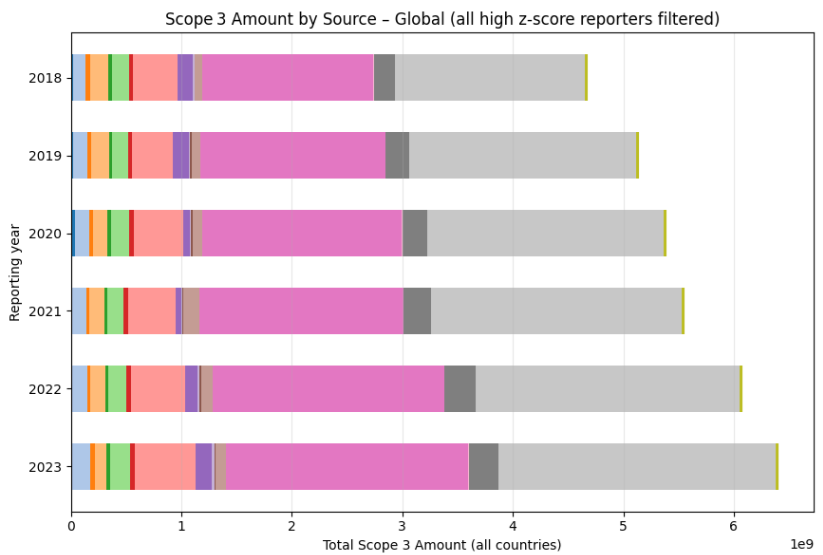 Scope 3 Amount by Source – Global (all high z-score reporters filtered)
2018
2019
2020
2021
2022
2023
Reporting year
0 1 2 3 4 5 6
1e9
Total Scope 3 Amount (all countries)